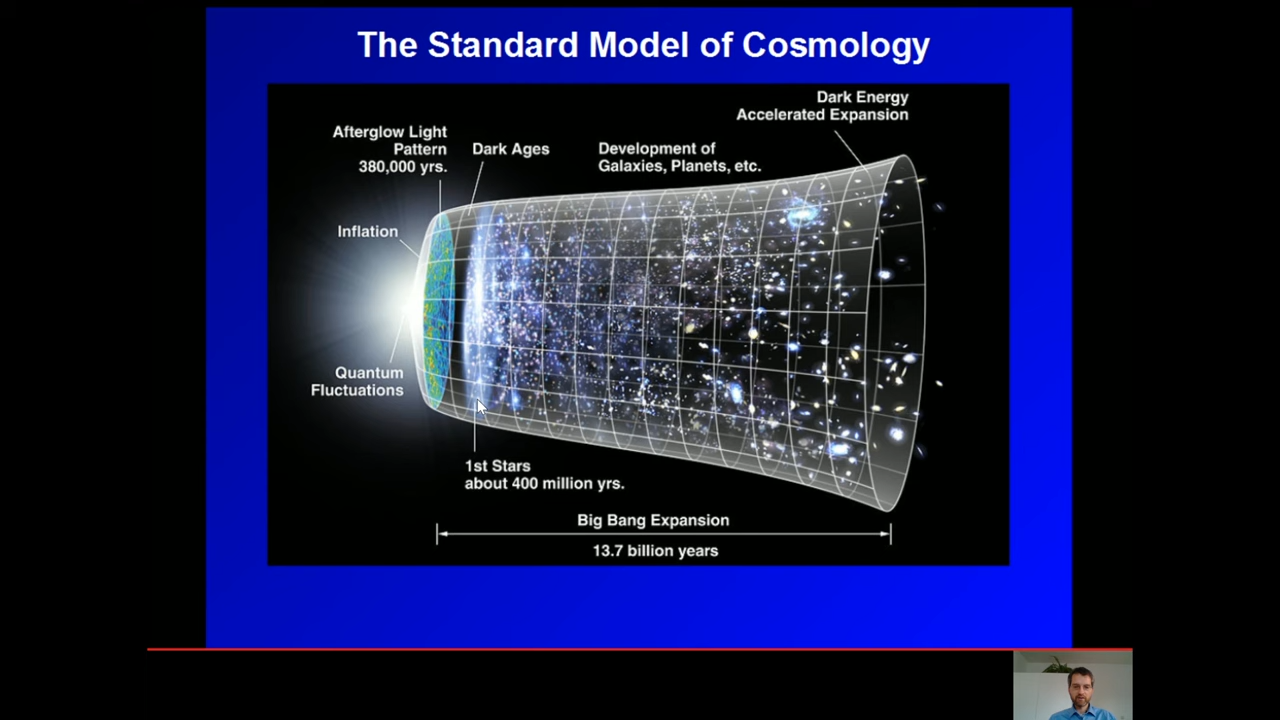 The Standard Model of Cosmology
Dark Energy
Accelerated Expansion
Afterglow Light
Pattern
380,000 yrs.
Dark Ages
Development of
Galaxies, Planets, etc.
Inflation
Quantum
Fluctuations
1st Stars
about 400 million yrs.
Big Bang Expansion
13.7 billion years